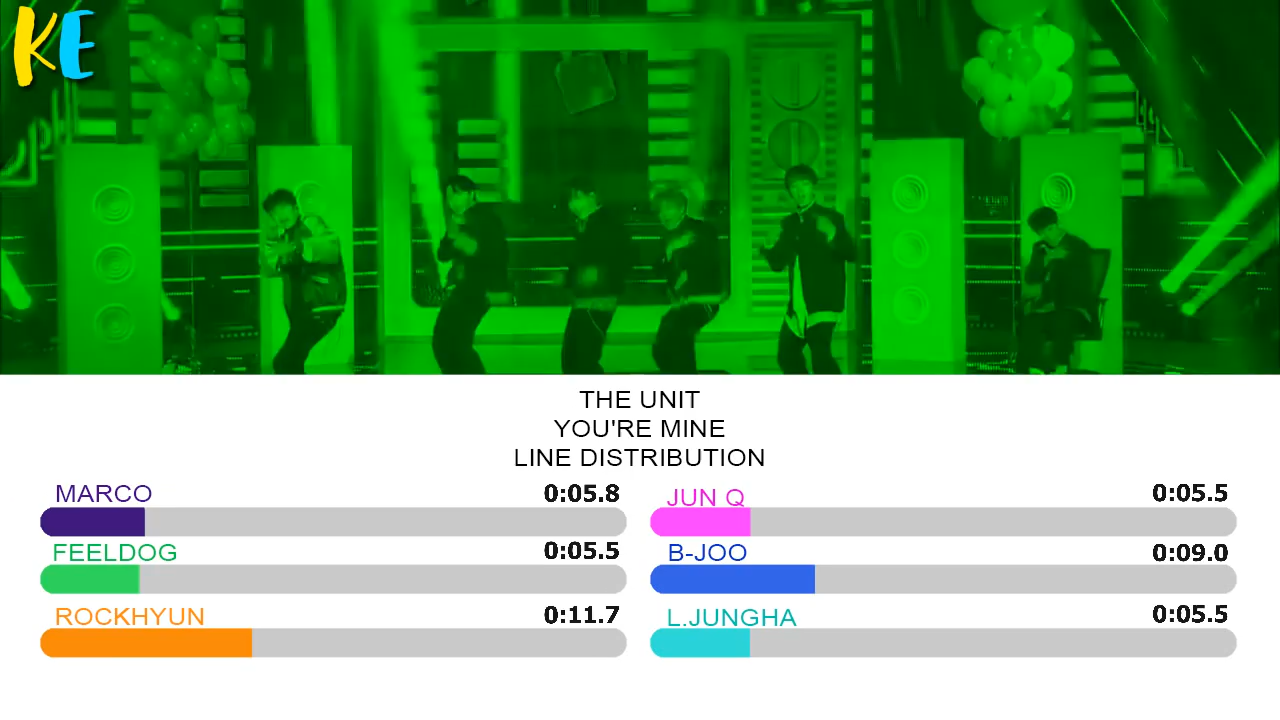 KE
THE UNIT
YOU'RE MINE
LINE DISTRIBUTION
MARCO 0:05.8
JUN Q 0:05.5
FEELDOG 0:05.5
B-JOO 0:09.0
ROCKHYUN 0:11.7
L.JUNGHA 0:05.5